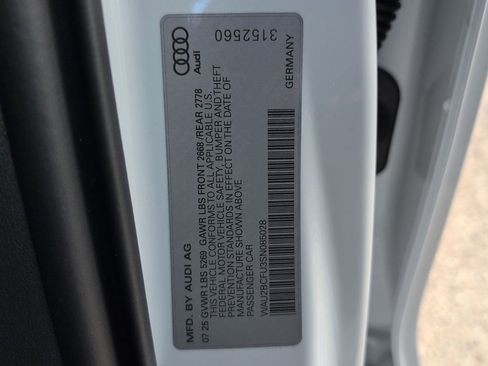 MFD. BY AUDI AG
07 25 GVWR LBS 5269 GAWR LBS FRONT 2668 / REAR 2778
THIS VEHICLE CONFORMS TO ALL APPLICABLE U.S.
FEDERAL MOTOR VEHICLE SAFETY, BUMPER AND THEFT
PREVENTION STANDARDS IN EFFECT ON THE DATE OF
MANUFACTURE SHOWN ABOVE
PASSENGER CAR
WAU2BCFU3SN065028
Audi
31525560
GERMANY